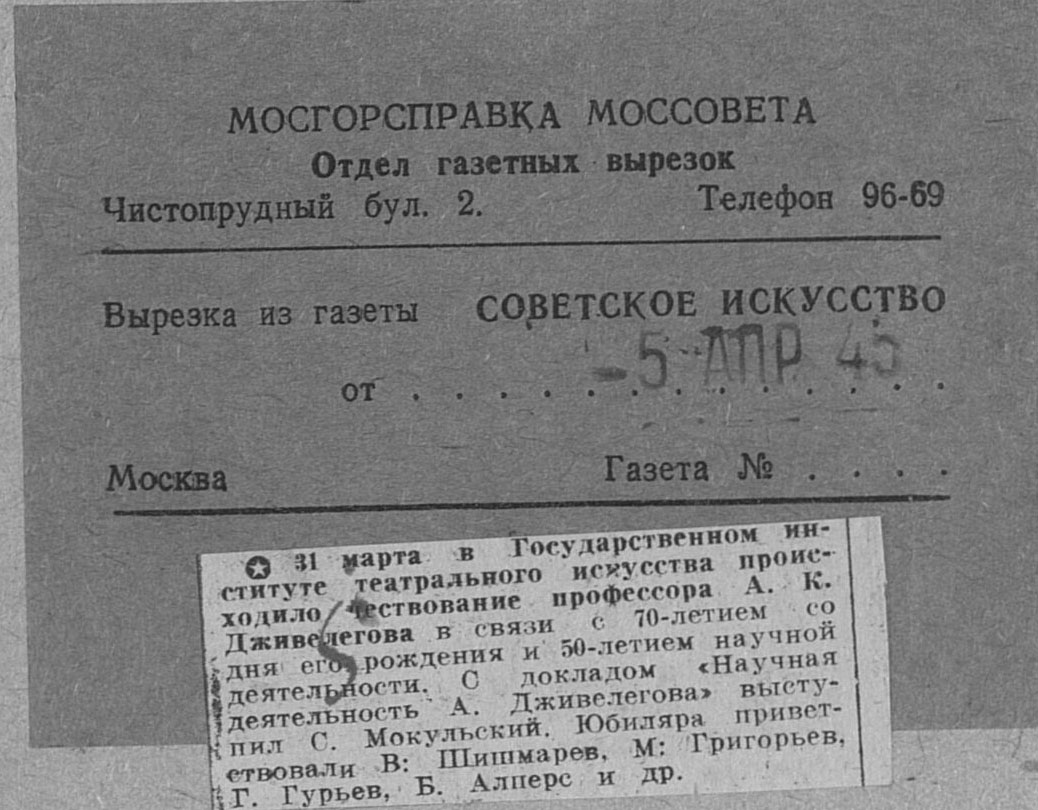 МОСГОРСПРАВКА МОССОВЕТА
Отдел газетных вырезок
Чистопрудный бул. 2. Телефон 96-69
Вырезка из газеты СОВЕТСКОЕ ИСКУССТВО
от . . . . . . . . . . . . .
-5 АПР 45
Москва Газета № . . . .
✪ 31 марта в Государственном ин-
ституте театрального искусства проис-
ходило чествование профессора А. К.
Дживелегова в связи с 70-летием со
дня его рождения и 50-летием научной
деятельности. С докладом «Научная
деятельность А. Дживелегова» высту-
пил С. Мокульский. Юбиляра привет-
ствовали В: Шишмарев, М: Григорьев,
Г. Гурьев, Б. Алперс и др.